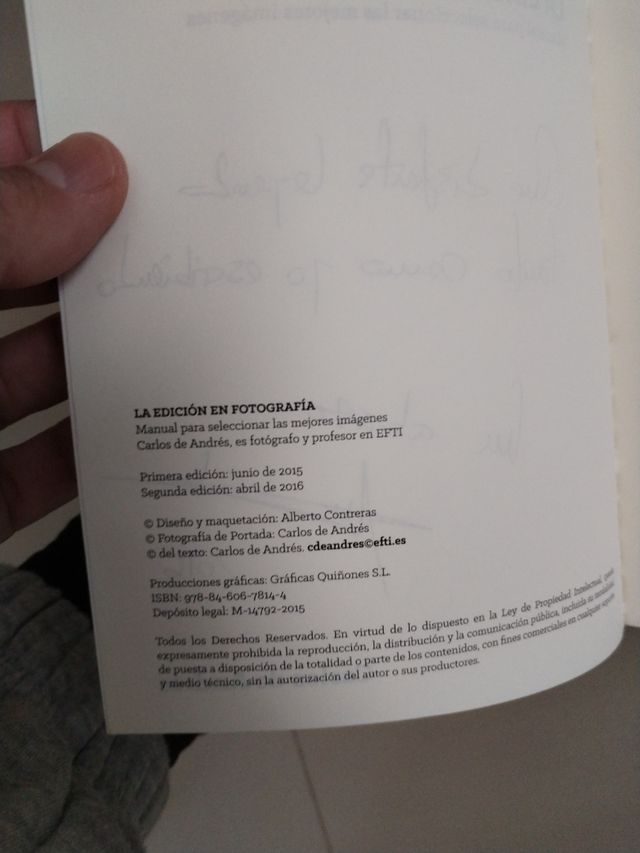 LA EDICIÓN EN FOTOGRAFÍA
Manual para seleccionar las mejores imágenes
Carlos de Andrés, es fotógrafo y profesor en EFTI
Primera edición: junio de 2015
Segunda edición: abril de 2016
© Diseño y maquetación: Alberto Contreras
© Fotografía de Portada: Carlos de Andrés
© del texto: Carlos de Andrés. cdeandres©efti.es
Producciones gráficas: Gráficas Quiñones S.L.
ISBN: 978-84-606-7814-4
Depósito legal: M-14792-2015
Todos los Derechos Reservados. En virtud de lo dispuesto en la Ley de Propiedad Intelectual, queda
expresamente prohibida la reproducción, la distribución y la comunicación pública, incluida su modalidad
de puesta a disposición de la totalidad o parte de los contenidos, con fines comerciales en cualquier soporte
y medio técnico, sin la autorización del autor o sus productores.